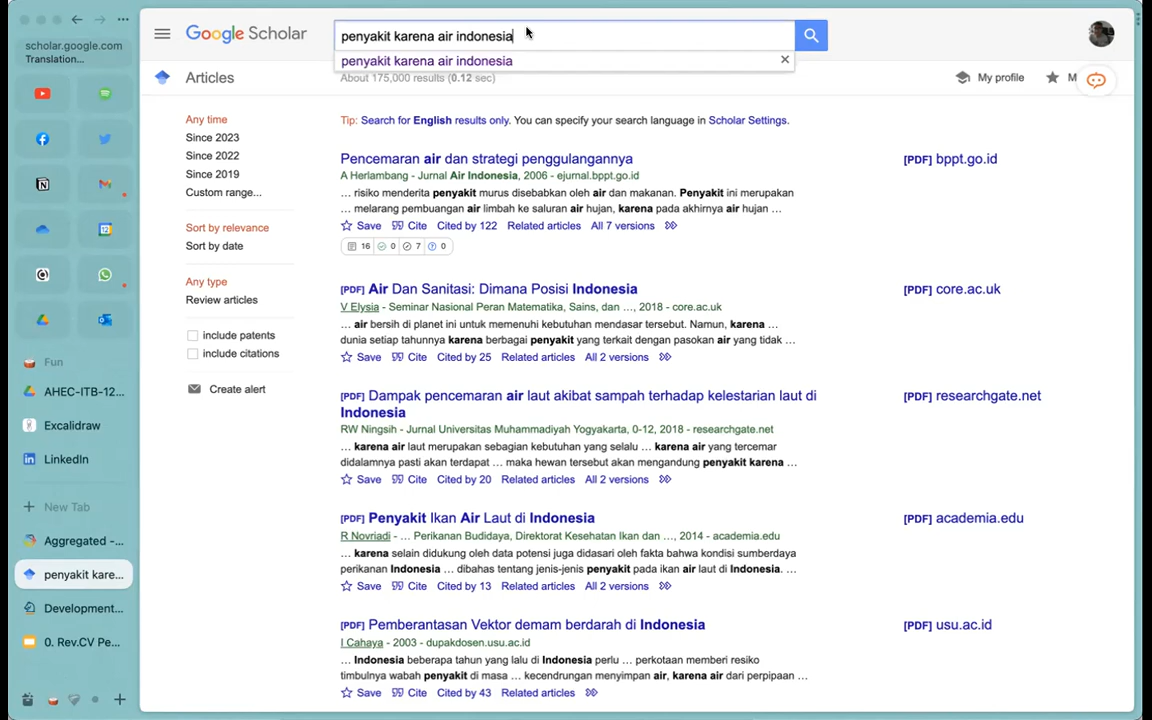 scholar.google.com
Translation...
Fun
AHEC-ITB-12...
Excalidraw
LinkedIn
New Tab
Aggregated -...
penyakit kare...
Development...
0. Rev.CV Pe...
Google Scholar
penyakit karena air indonesia
penyakit karena air indonesia
Articles
About 175,000 results (0.12 sec)
My profile
M
Any time
Since 2023
Since 2022
Since 2019
Custom range...
Sort by relevance
Sort by date
Any type
Review articles
include patents
include citations
Create alert
Tip: Search for English results only. You can specify your search language in Scholar Settings.
Pencemaran air dan strategi penggulangannya
[PDF] bppt.go.id
A Herlambang - Jurnal Air Indonesia, 2006 - ejurnal.bppt.go.id
... risiko menderita penyakit murus disebabkan oleh air dan makanan. Penyakit ini merupakan
... melarang pembuangan air limbah ke saluran air hujan, karena pada akhirnya air hujan ...
Save Cite Cited by 122 Related articles All 7 versions
16 0 7 0
[PDF] Air Dan Sanitasi: Dimana Posisi Indonesia
[PDF] core.ac.uk
V Elysia - Seminar Nasional Peran Matematika, Sains, dan ..., 2018 - core.ac.uk
... air bersih di planet ini untuk memenuhi kebutuhan mendasar tersebut. Namun, karena ...
dunia setiap tahunnya karena berbagai penyakit yang terkait dengan pasokan air yang tidak ...
Save Cite Cited by 25 Related articles All 2 versions
[PDF] Dampak pencemaran air laut akibat sampah terhadap kelestarian laut di
Indonesia
[PDF] researchgate.net
RW Ningsih - Jurnal Universitas Muhammadiyah Yogyakarta, 0-12, 2018 - researchgate.net
... karena air laut merupakan sebagian kebutuhan yang selalu ... karena air yang tercemar
didalamnya pasti akan terdapat ... maka hewan tersebut akan mengandung penyakit karena ...
Save Cite Cited by 20 Related articles All 2 versions
[PDF] Penyakit Ikan Air Laut di Indonesia
[PDF] academia.edu
R Novriadi - ... Perikanan Budidaya, Direktorat Kesehatan Ikan dan ..., 2014 - academia.edu
... karena selain didukung oleh data potensi juga didasari oleh fakta bahwa kondisi sumberdaya
perikanan Indonesia ... dibahas tentang jenis-jenis penyakit pada ikan air laut di Indonesia. ...
Save Cite Cited by 13 Related articles All 2 versions
[PDF] Pemberantasan Vektor demam berdarah di Indonesia
[PDF] usu.ac.id
I Cahaya - 2003 - dupakdosen.usu.ac.id
... Indonesia beberapa tahun yang lalu di Indonesia perlu ... perkotaan memberi resiko
timbulnya wabah penyakit di masa ... kecendrungan menyimpan air, karena air dari perpipaan ...
Save Cite Cited by 43 Related articles